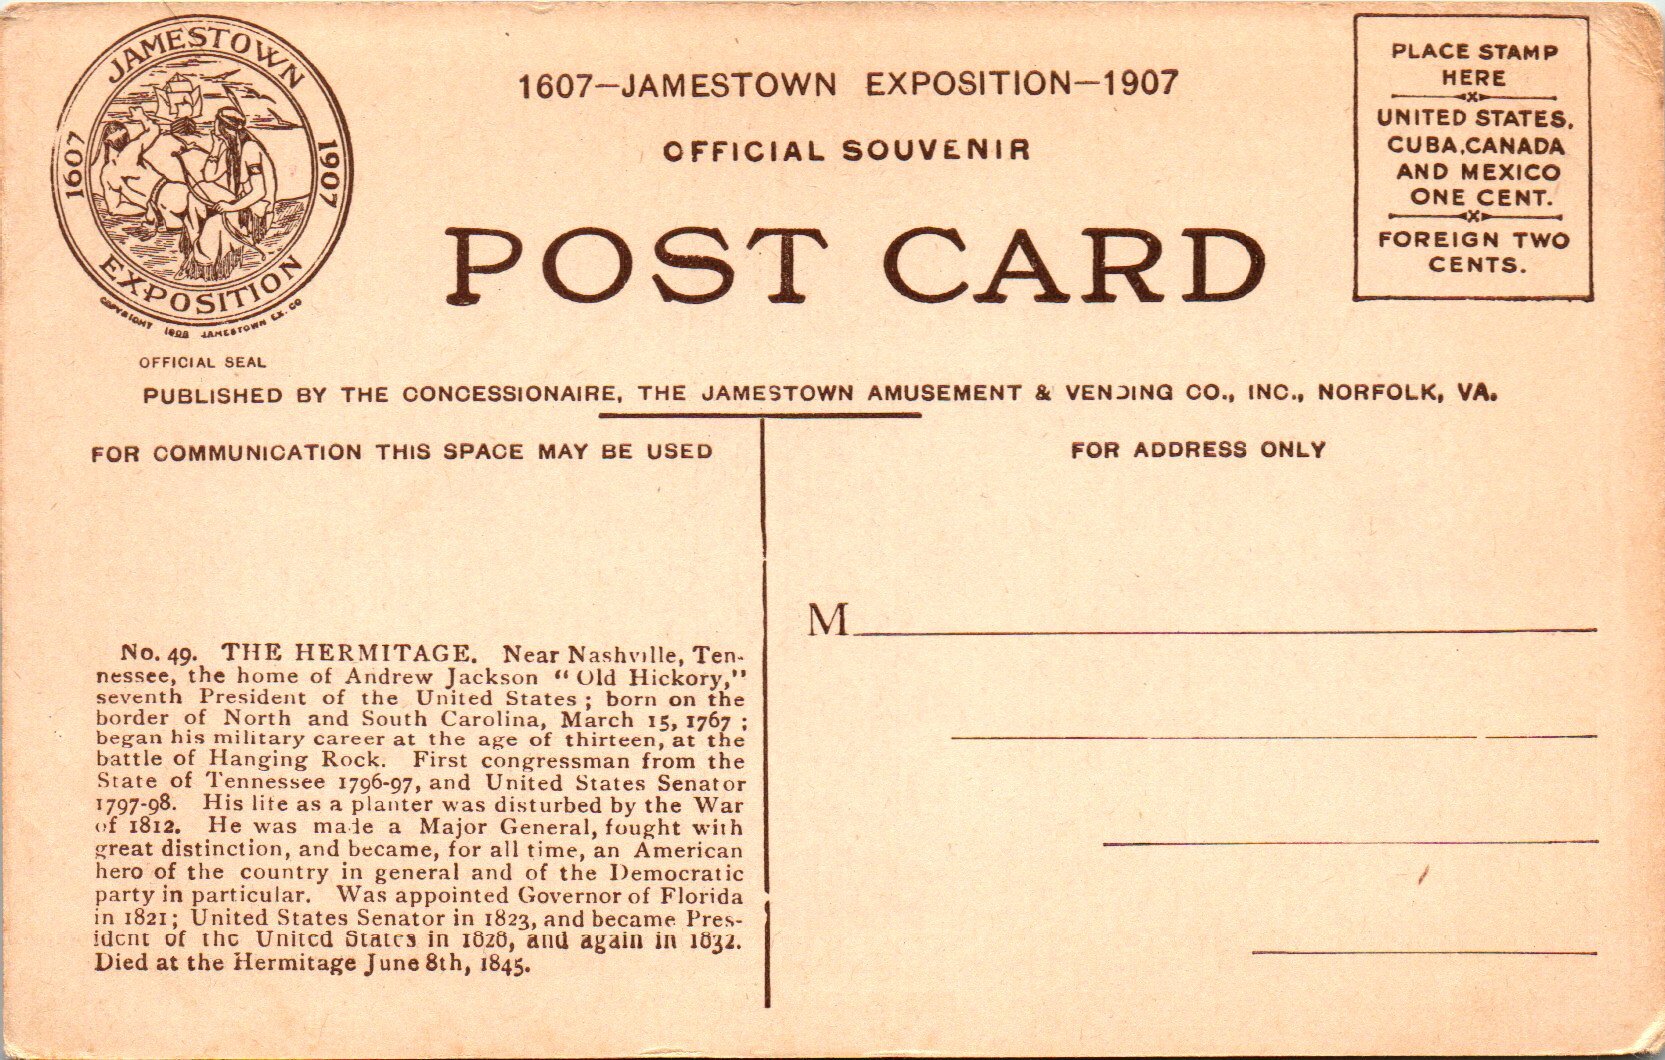 JAMESTOWN
1607
1907
EXPOSITION
COPYRIGHT 1906 JAMESTOWN EX. CO
OFFICIAL SEAL
1607—JAMESTOWN EXPOSITION—1907
OFFICIAL SOUVENIR
POST CARD
PLACE STAMP
HERE
UNITED STATES,
CUBA, CANADA
AND MEXICO
ONE CENT.
FOREIGN TWO
CENTS.
PUBLISHED BY THE CONCESSIONAIRE, THE JAMESTOWN AMUSEMENT & VENDING CO., INC., NORFOLK, VA.
FOR COMMUNICATION THIS SPACE MAY BE USED
FOR ADDRESS ONLY
M
No. 49. THE HERMITAGE. Near Nashville, Ten-
nessee, the home of Andrew Jackson "Old Hickory,"
seventh President of the United States; born on the
border of North and South Carolina, March 15, 1767;
began his military career at the age of thirteen, at the
battle of Hanging Rock. First congressman from the
State of Tennessee 1796-97, and United States Senator
1797-98. His life as a planter was disturbed by the War
of 1812. He was made a Major General, fought with
great distinction, and became, for all time, an American
hero of the country in general and of the Democratic
party in particular. Was appointed Governor of Florida
in 1821; United States Senator in 1823, and became Pres-
ident of the United States in 1828, and again in 1832.
Died at the Hermitage June 8th, 1845.